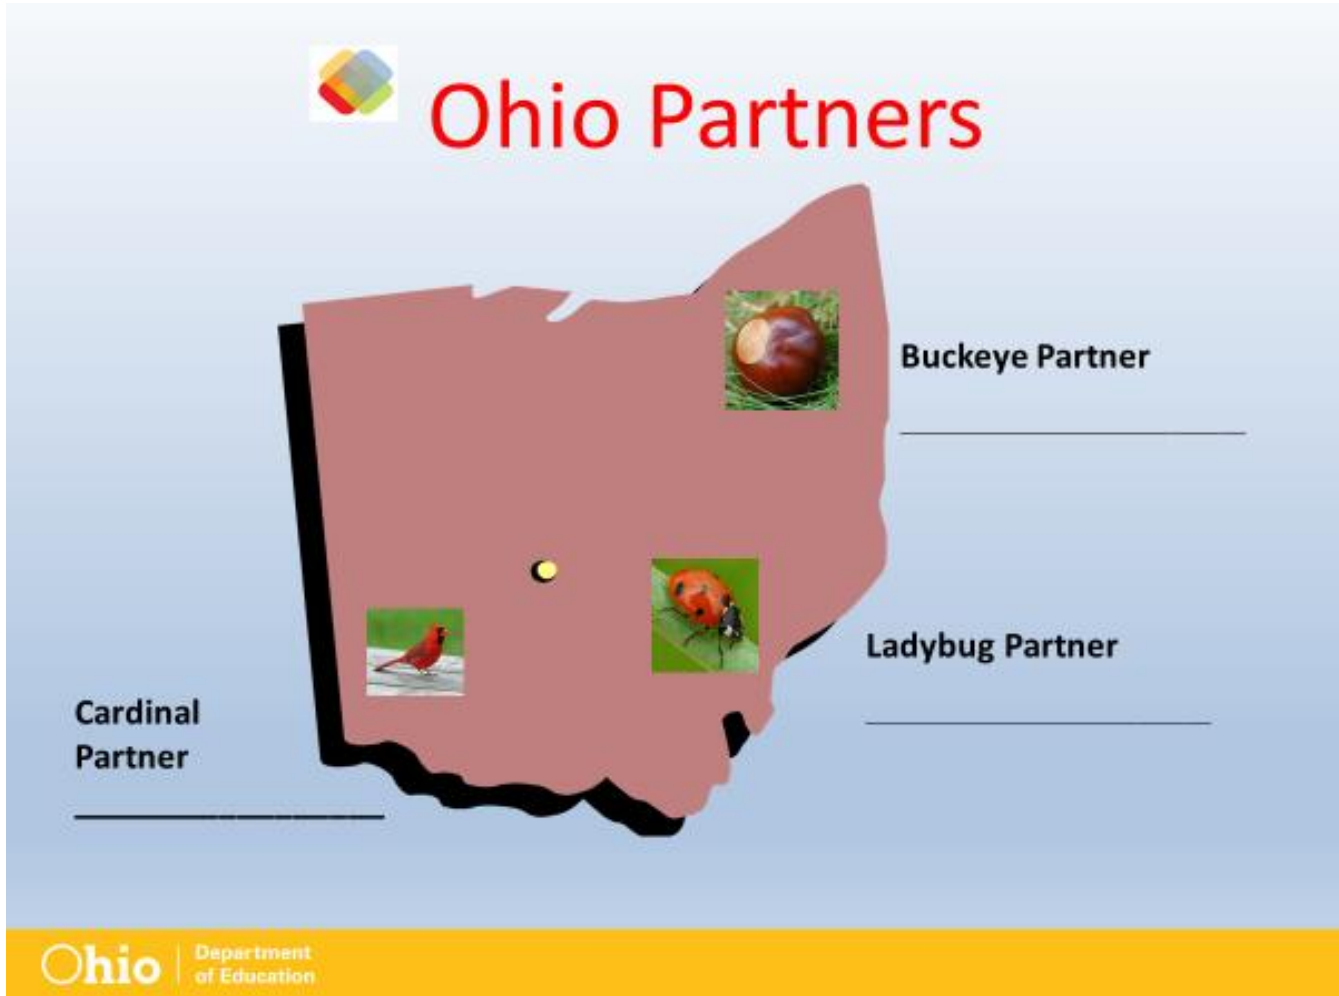 Ohio Partners
Buckeye Partner
Ladybug Partner
Cardinal
Partner
Ohio
Department
of Education